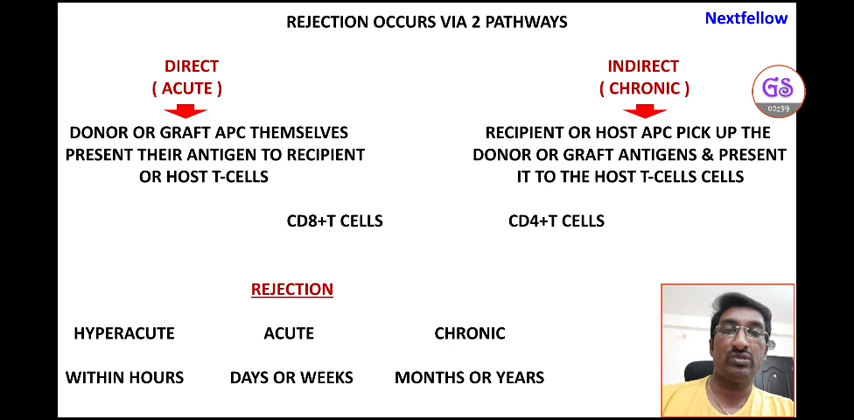 REJECTION OCCURS VIA 2 PATHWAYS
Nextfellow
DIRECT
( ACUTE )
INDIRECT
( CHRONIC )
GS
02:39
DONOR OR GRAFT APC THEMSELVES
PRESENT THEIR ANTIGEN TO RECIPIENT
OR HOST T-CELLS
RECIPIENT OR HOST APC PICK UP THE
DONOR OR GRAFT ANTIGENS & PRESENT
IT TO THE HOST T-CELLS CELLS
CD8+T CELLS
CD4+T CELLS
REJECTION
HYPERACUTE
ACUTE
CHRONIC
WITHIN HOURS
DAYS OR WEEKS
MONTHS OR YEARS